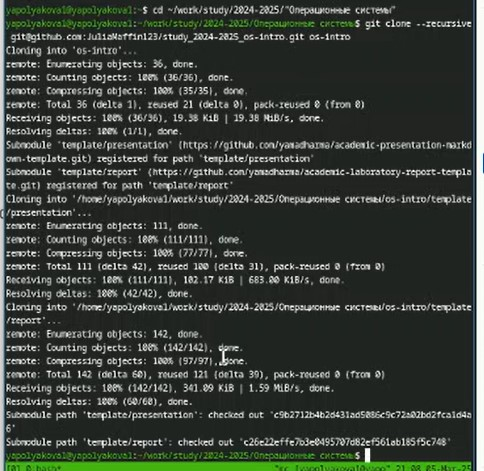 yapolyakova1@yapolyakova1:~$ cd ~/work/study/2024-2025/"Операционные системы"
yapolyakova1@yapolyakova1:~/work/study/2024-2025/Операционные системы$ git clone --recursive
git@github.com:JuliaMaffin123/study_2024-2025_os-intro.git os-intro
Cloning into 'os-intro'...
remote: Enumerating objects: 36, done.
remote: Counting objects: 100% (36/36), done.
remote: Compressing objects: 100% (35/35), done.
remote: Total 36 (delta 1), reused 21 (delta 0), pack-reused 0 (from 0)
Receiving objects: 100% (36/36), 19.38 KiB | 19.38 MiB/s, done.
Resolving deltas: 100% (1/1), done.
Submodule 'template/presentation' (https://github.com/yamadharma/academic-presentation-markd
own-template.git) registered for path 'template/presentation'
Submodule 'template/report' (https://github.com/yamadharma/academic-laboratory-report-templa
te.git) registered for path 'template/report'
Cloning into '/home/yapolyakova1/work/study/2024-2025/Операционные системы/os-intro/template
/presentation'...
remote: Enumerating objects: 111, done.
remote: Counting objects: 100% (111/111), done.
remote: Compressing objects: 100% (77/77), done.
remote: Total 111 (delta 42), reused 100 (delta 31), pack-reused 0 (from 0)
Receiving objects: 100% (111/111), 102.17 KiB | 683.00 KiB/s, done.
Resolving deltas: 100% (42/42), done.
Cloning into '/home/yapolyakova1/work/study/2024-2025/Операционные системы/os-intro/template
/report'...
remote: Enumerating objects: 142, done.
remote: Counting objects: 100% (142/142), done.
remote: Compressing objects: 100% (97/97), done.
remote: Total 142 (delta 60), reused 121 (delta 39), pack-reused 0 (from 0)
Receiving objects: 100% (142/142), 341.09 KiB | 1.59 MiB/s, done.
Resolving deltas: 100% (60/60), done.
Submodule path 'template/presentation': checked out 'c9b2712b4b2d431ad5086c9c72a02bd2fca1d4a
6'
Submodule path 'template/report': checked out 'c26e22effe7b3e0495707d82ef561ab185f5c748'
yapolyakova1@yapolyakova1:~/work/study/2024-2025/Операционные системы$
[0] 0:bash* 21:08 05-Мар-25